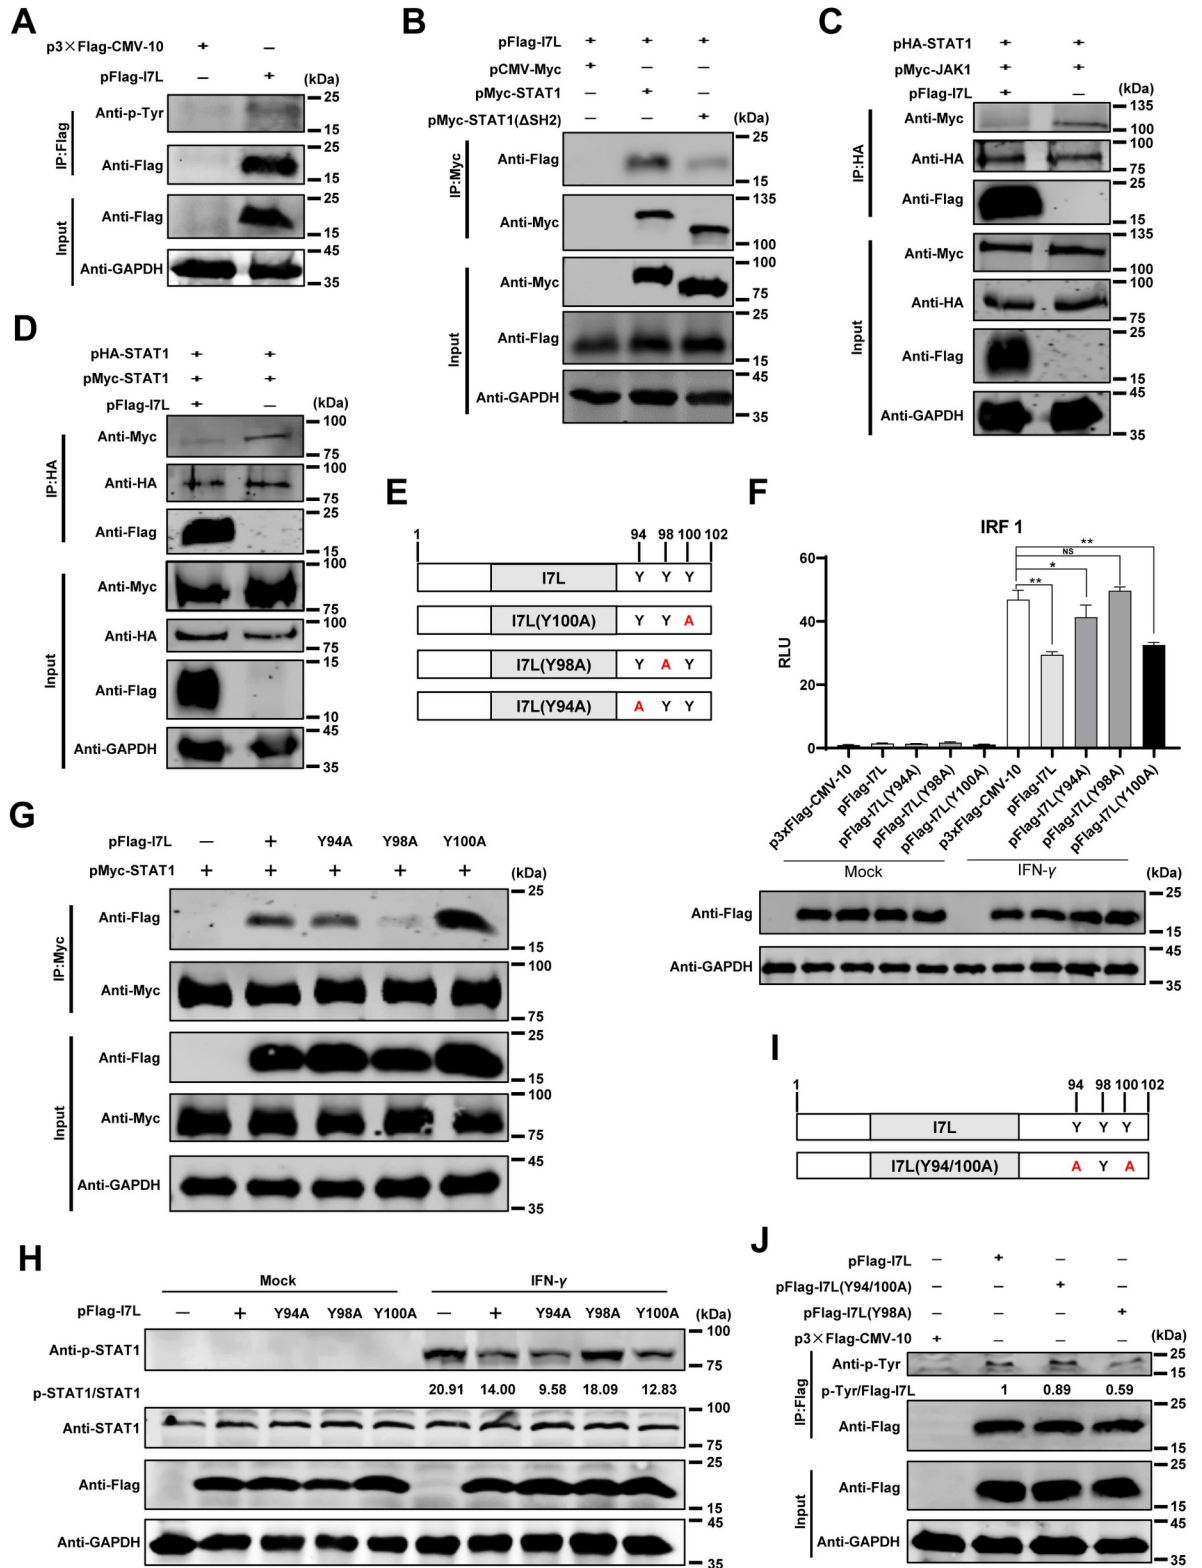 A
p3×Flag-CMV-10 + —
pFlag-I7L — + (kDa)
IP:Flag
Anti-p-Tyr 25
15
Anti-Flag 25
15
Input
Anti-Flag 25
15
Anti-GAPDH 45
35
B
pFlag-I7L + + +
pCMV-Myc + — —
pMyc-STAT1 — + —
pMyc-STAT1(ΔSH2) — — + (kDa)
IP:Myc
Anti-Flag 25
15
Anti-Myc 135
100
Input
Anti-Myc 100
75
Anti-Flag 25
15
Anti-GAPDH 45
35
C
pHA-STAT1 + +
pMyc-JAK1 + +
pFlag-I7L + — (kDa)
IP:HA
Anti-Myc 135
100
Anti-HA 100
75
Anti-Flag 25
15
Input
Anti-Myc 135
100
Anti-HA 100
75
Anti-Flag 25
15
Anti-GAPDH 45
35
D
pHA-STAT1 + +
pMyc-STAT1 + +
pFlag-I7L + — (kDa)
IP:HA
Anti-Myc 100
75
Anti-HA 100
75
Anti-Flag 25
15
Input
Anti-Myc 100
75
Anti-HA 100
75
Anti-Flag 15
10
Anti-GAPDH 45
35
E
1 94 98 100 102
I7L Y Y Y
I7L(Y100A) Y Y A
I7L(Y98A) Y A Y
I7L(Y94A) A Y Y
F
IRF 1
RLU
60
40
20
0
**
NS
*
**
p3xFlag-CMV-10
pFlag-I7L
pFlag-I7L(Y94A)
pFlag-I7L(Y98A)
pFlag-I7L(Y100A)
p3xFlag-CMV-10
pFlag-I7L
pFlag-I7L(Y94A)
pFlag-I7L(Y98A)
pFlag-I7L(Y100A)
Mock IFN-γ (kDa)
Anti-Flag 25
15
Anti-GAPDH 45
35
G
pFlag-I7L — + Y94A Y98A Y100A (kDa)
pMyc-STAT1 + + + + +
IP:Myc
Anti-Flag 25
15
Anti-Myc 100
75
Input
Anti-Flag 25
15
Anti-Myc 100
75
Anti-GAPDH 45
35
H
Mock IFN-γ
pFlag-I7L — + Y94A Y98A Y100A — + Y94A Y98A Y100A (kDa)
Anti-p-STAT1 100
75
p-STAT1/STAT1 20.91 14.00 9.58 18.09 12.83
Anti-STAT1 100
75
Anti-Flag 25
15
Anti-GAPDH 45
35
I
1 94 98 100 102
I7L Y Y Y
I7L(Y94/100A) A Y A
J
pFlag-I7L — + — —
pFlag-I7L(Y94/100A) — — + —
pFlag-I7L(Y98A) — — — +
p3×Flag-CMV-10 + — — — (kDa)
IP:Flag
Anti-p-Tyr 25
15
p-Tyr/Flag-I7L 1 0.89 0.59
Anti-Flag 25
15
Input
Anti-Flag 25
15
Anti-GAPDH 45
35